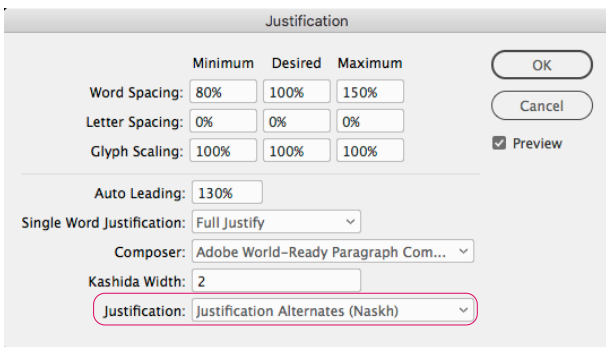 Justification
Minimum Desired Maximum
Word Spacing: 80% 100% 150%
Letter Spacing: 0% 0% 0%
Glyph Scaling: 100% 100% 100%
Auto Leading: 130%
Single Word Justification: Full Justify
Composer: Adobe World-Ready Paragraph Com...
Kashida Width: 2
Justification: Justification Alternates (Naskh)
OK
Cancel
Preview